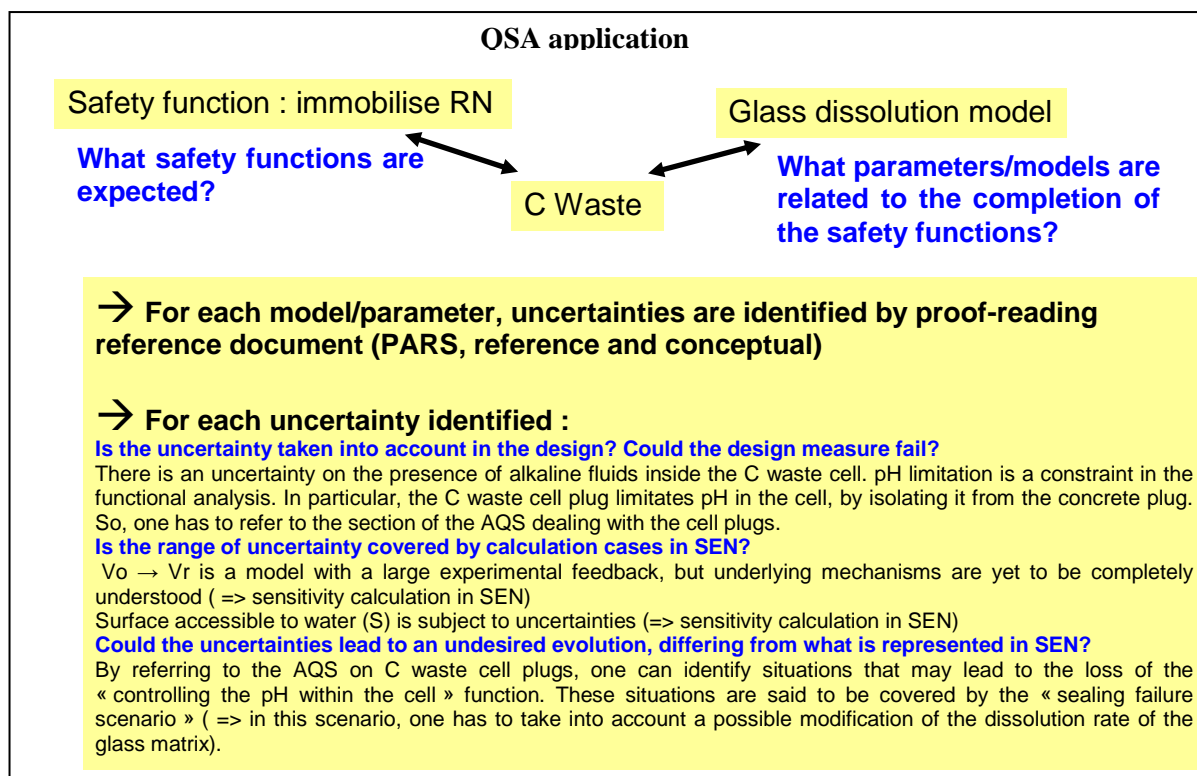 QSA application
Safety function : immobilise RN
Glass dissolution model
What safety functions are
expected?
C Waste
What parameters/models are
related to the completion of
the safety functions?
→ For each model/parameter, uncertainties are identified by proof-reading
reference document (PARS, reference and conceptual)
→ For each uncertainty identified :
Is the uncertainty taken into account in the design? Could the design measure fail?
There is an uncertainty on the presence of alkaline fluids inside the C waste cell. pH limitation is a constraint in the
functional analysis. In particular, the C waste cell plug limitates pH in the cell, by isolating it from the concrete plug.
So, one has to refer to the section of the AQS dealing with the cell plugs.
Is the range of uncertainty covered by calculation cases in SEN?
Vo → Vr is a model with a large experimental feedback, but underlying mechanisms are yet to be completely
understood ( => sensitivity calculation in SEN)
Surface accessible to water (S) is subject to uncertainties (=> sensitivity calculation in SEN)
Could the uncertainties lead to an undesired evolution, differing from what is represented in SEN?
By referring to the AQS on C waste cell plugs, one can identify situations that may lead to the loss of the
« controlling the pH within the cell » function. These situations are said to be covered by the « sealing failure
scenario » ( => in this scenario, one has to take into account a possible modification of the dissolution rate of the
glass matrix).